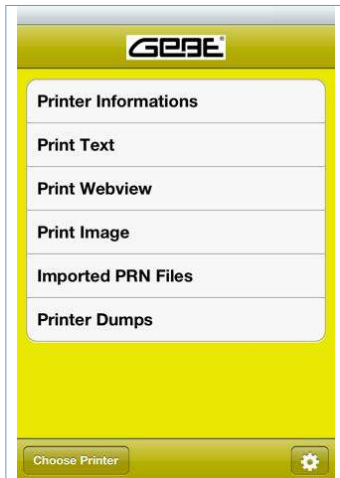 GeBE
Printer Informations
Print Text
Print Webview
Print Image
Imported PRN Files
Printer Dumps
Choose Printer